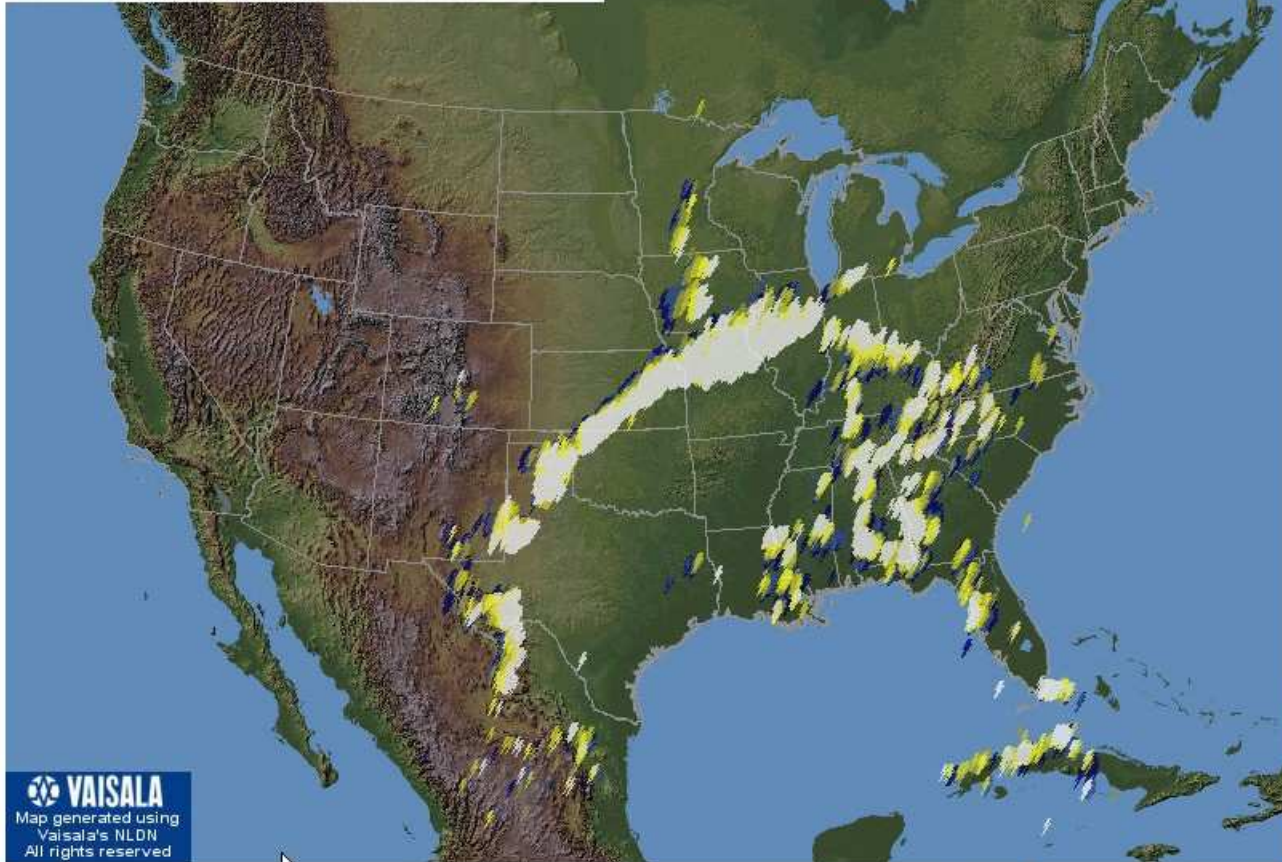 VAISALA
Map generated using
Vaisala's NLDN
All rights reserved